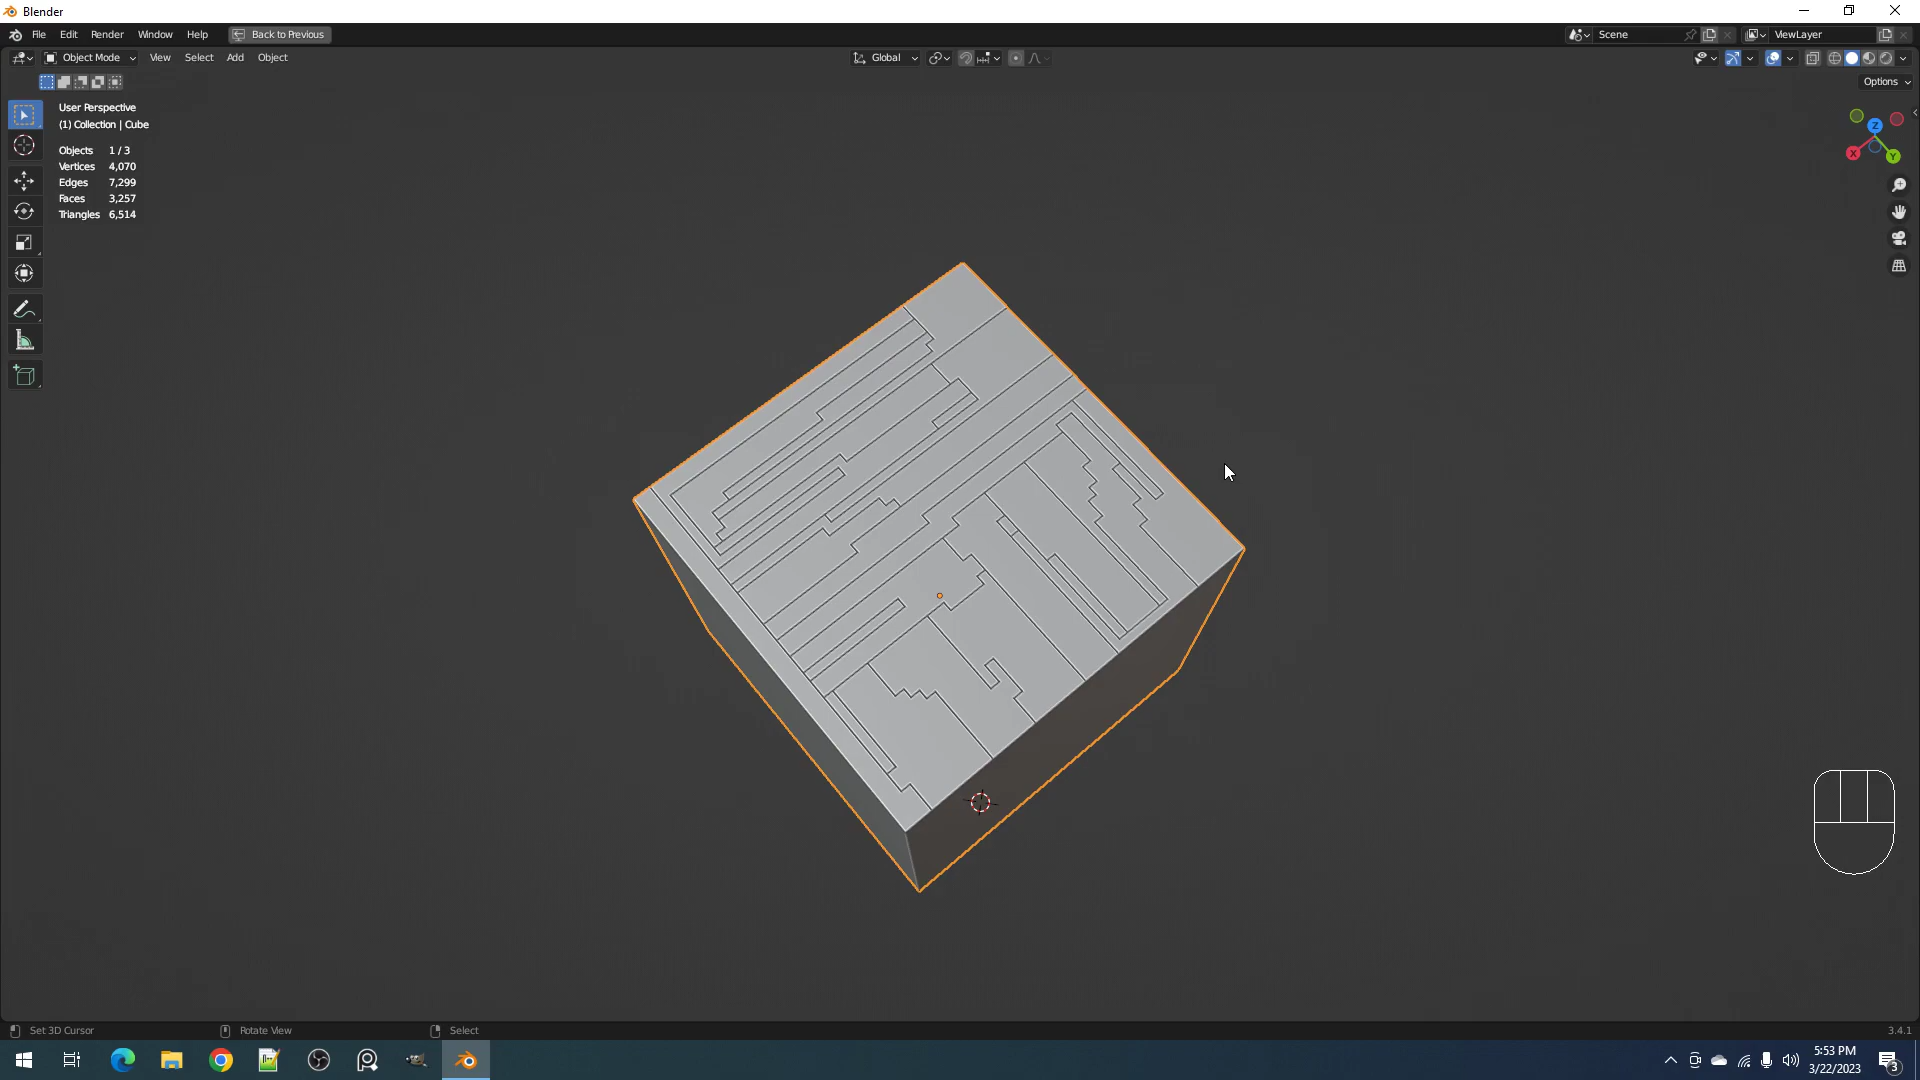 Blender
File Edit Render Window Help Back to Previous Scene ViewLayer
Object Mode View Select Add Object Global
Options
User Perspective
(1) Collection | Cube
Objects 1 / 3
Vertices 4,070
Edges 7,299
Faces 3,257
Triangles 6,514
Z
X Y
Set 3D Cursor Rotate View Select 3.4.1
5:53 PM
3/22/2023
3